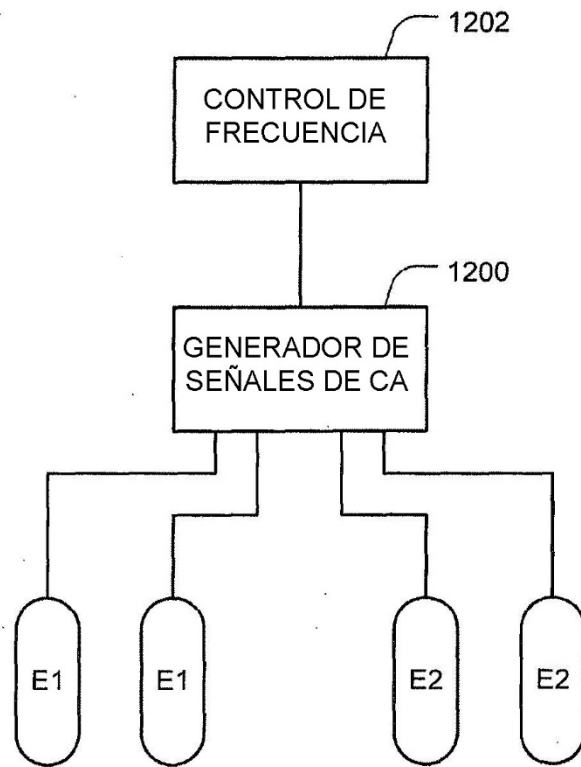 1202
CONTROL DE
FRECUENCIA
1200
GENERADOR DE
SEÑALES DE CA
E1
E1
E2
E2